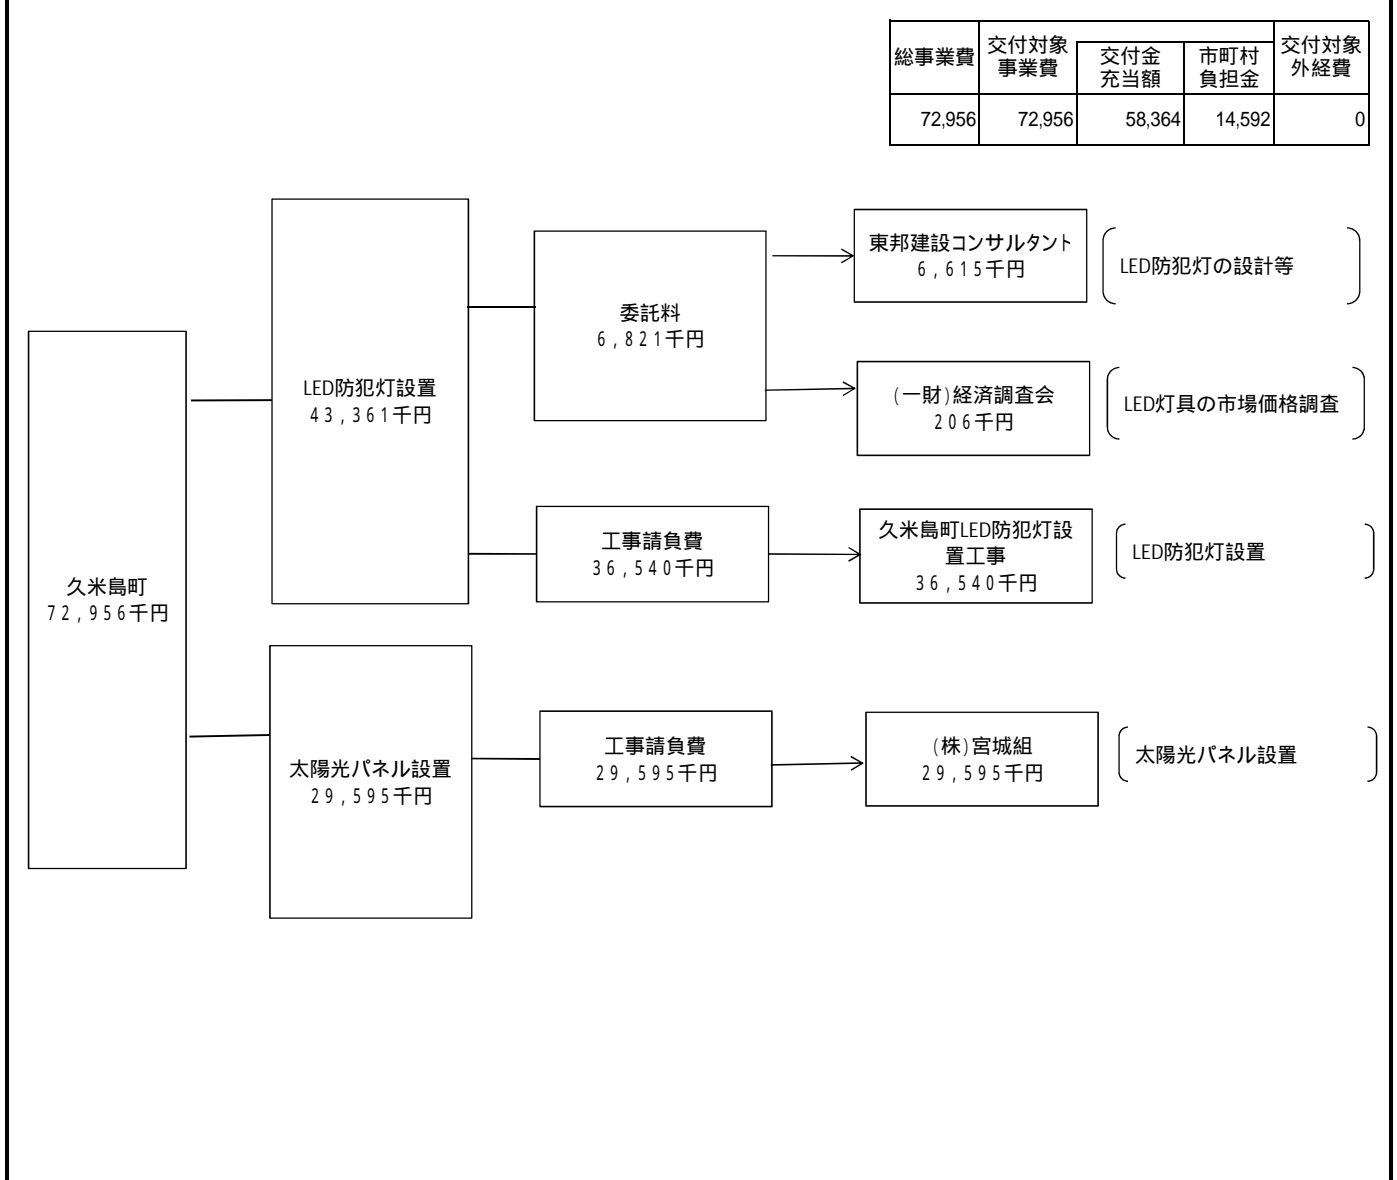 総事業費
交付対象
事業費
交付金
充当額
市町村
負担金
交付対象
外経費
72,956
72,956
58,364
14,592
0
久米島町
72,956千円
LED防犯灯設置
43,361千円
委託料
6,821千円
東邦建設コンサルタント
6,615千円
LED防犯灯の設計等
(一財)経済調査会
206千円
LED灯具の市場価格調査
工事請負費
36,540千円
久米島町LED防犯灯設
置工事
36,540千円
LED防犯灯設置
太陽光パネル設置
29,595千円
工事請負費
29,595千円
(株)宮城組
29,595千円
太陽光パネル設置